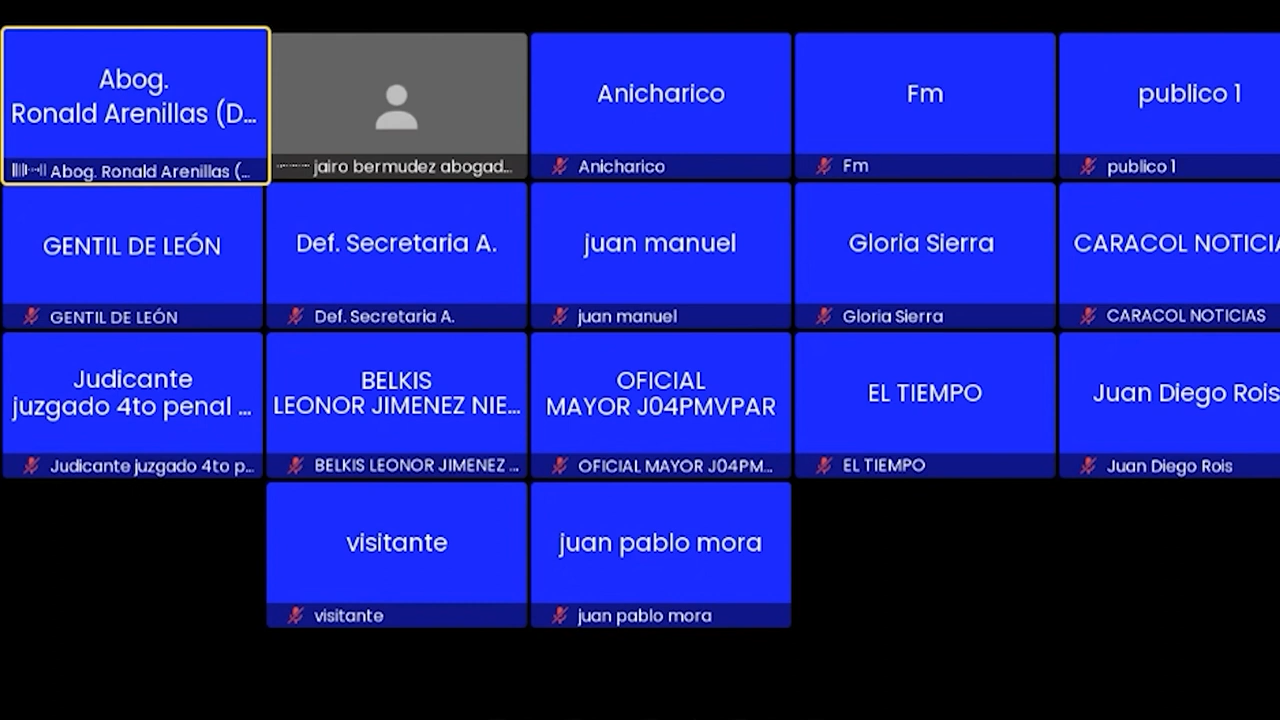 Abog.
Ronald Arenillas (D...
Abog. Ronald Arenillas (...
jairo bermudez abogad...
Anicharico
Anicharico
Fm
Fm
publico 1
publico 1
GENTIL DE LEÓN
GENTIL DE LEÓN
Def. Secretaria A.
Def. Secretaria A.
juan manuel
juan manuel
Gloria Sierra
Gloria Sierra
CARACOL NOTICIA
CARACOL NOTICIAS
Judicante
juzgado 4to penal ...
Judicante juzgado 4to p...
BELKIS
LEONOR JIMENEZ NIE...
BELKIS LEONOR JIMENEZ ...
OFICIAL
MAYOR J04PMVPAR
OFICIAL MAYOR J04PM...
EL TIEMPO
EL TIEMPO
Juan Diego Rois
Juan Diego Rois
visitante
visitante
juan pablo mora
juan pablo mora